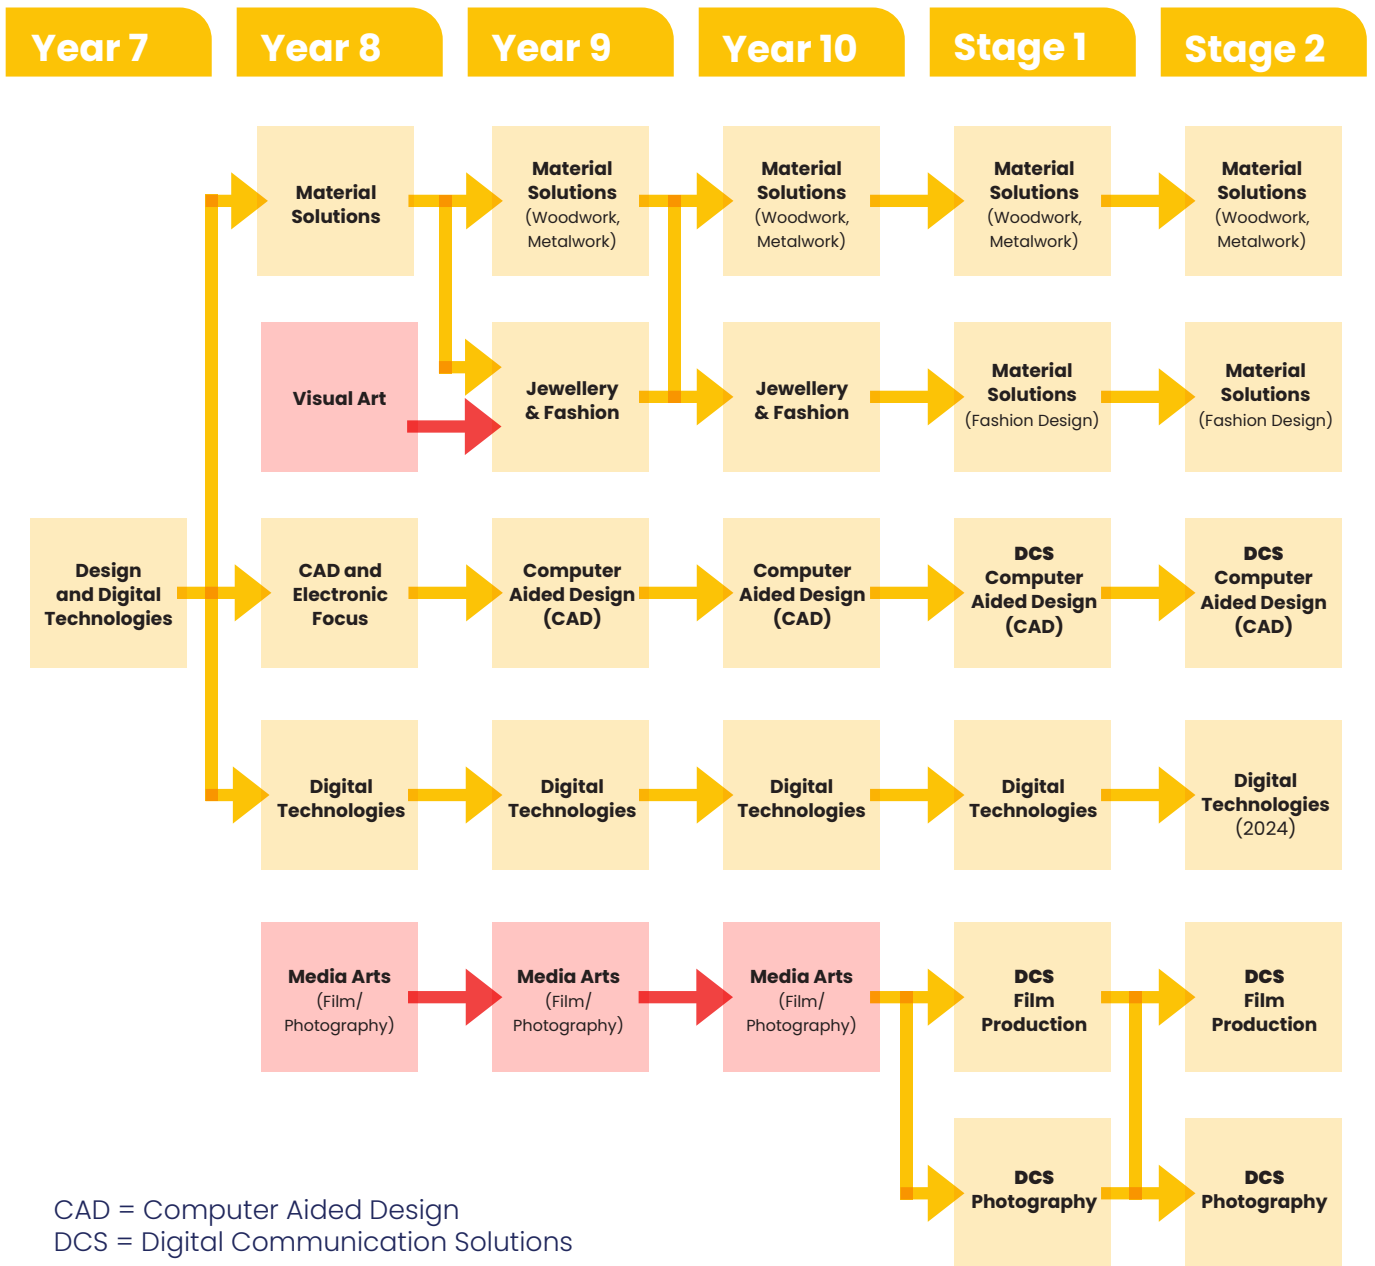 Year 7
Year 8
Year 9
Year 10
Stage 1
Stage 2
Material
Solutions
Material
Solutions
(Woodwork,
Metalwork)
Material
Solutions
(Woodwork,
Metalwork)
Material
Solutions
(Woodwork,
Metalwork)
Material
Solutions
(Woodwork,
Metalwork)
Visual Art
Jewellery
& Fashion
Jewellery
& Fashion
Material
Solutions
(Fashion Design)
Material
Solutions
(Fashion Design)
Design
and Digital
Technologies
CAD and
Electronic
Focus
Computer
Aided Design
(CAD)
Computer
Aided Design
(CAD)
DCS
Computer
Aided Design
(CAD)
DCS
Computer
Aided Design
(CAD)
Digital
Technologies
Digital
Technologies
Digital
Technologies
Digital
Technologies
Digital
Technologies
(2024)
Media Arts
(Film/
Photography)
Media Arts
(Film/
Photography)
Media Arts
(Film/
Photography)
DCS
Film
Production
DCS
Film
Production
DCS
Photography
DCS
Photography
CAD = Computer Aided Design
DCS = Digital Communication Solutions